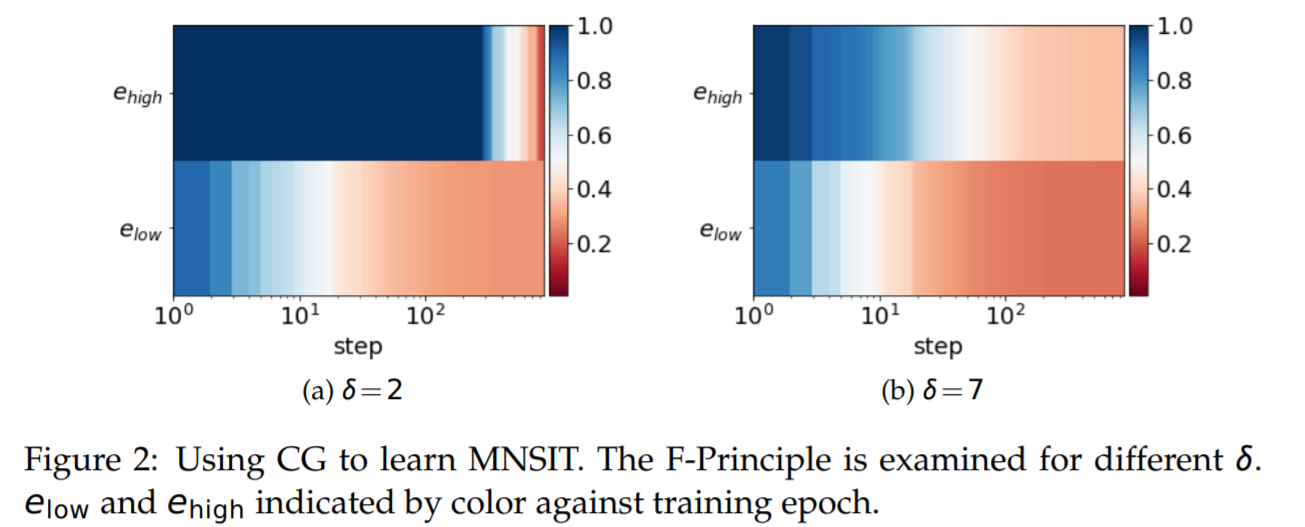 1.0
0.8
0.6
0.4
0.2
e_high
e_low
10^0
10^1
10^2
step
(a) δ=2
1.0
0.8
0.6
0.4
0.2
e_high
e_low
10^0
10^1
10^2
step
(b) δ=7
Figure 2: Using CG to learn MNSIT. The F-Principle is examined for different δ.
e_low and e_high indicated by color against training epoch.